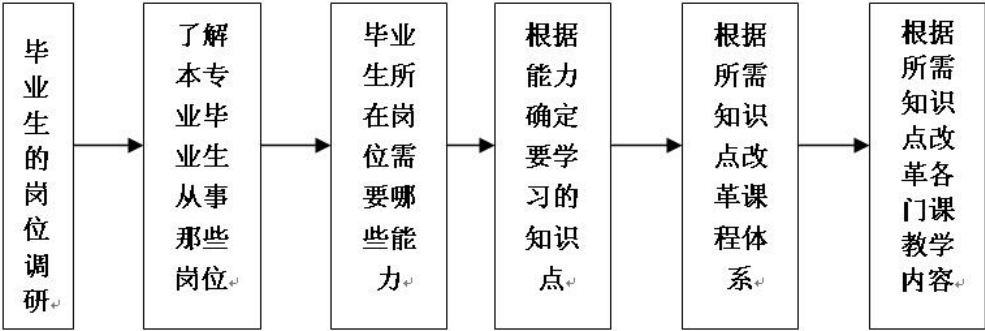 毕
业
生
的
岗
位
调
研
了解
本专
业毕
业生
从事
那些
岗位
毕业
生所
在岗
位需
要哪
些能
力
根据
能力
确定
要学
习的
知识
点
根据
所需
知识
点改
革课
程体
系
根据
所需
知识
点改
革各
门课
教学
内容